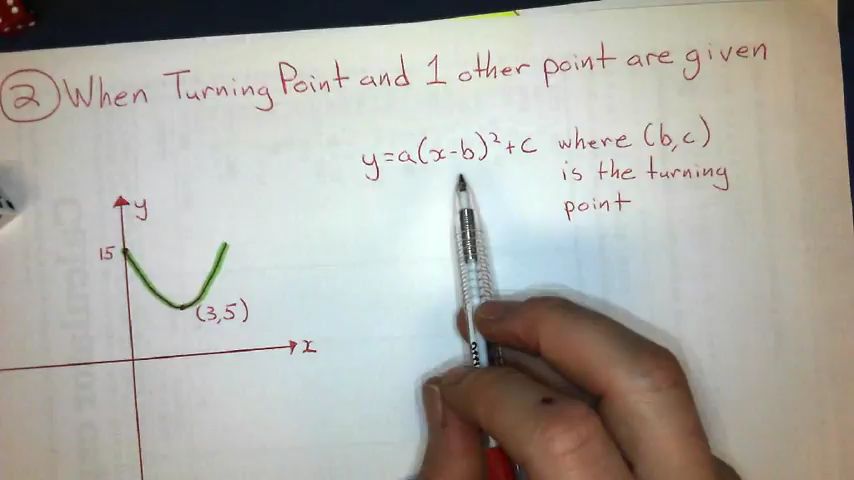 ② When Turning Point and 1 other point are given
y=a(x-b)²+c where (b,c)
is the turning
point
y
15
(3,5)
x